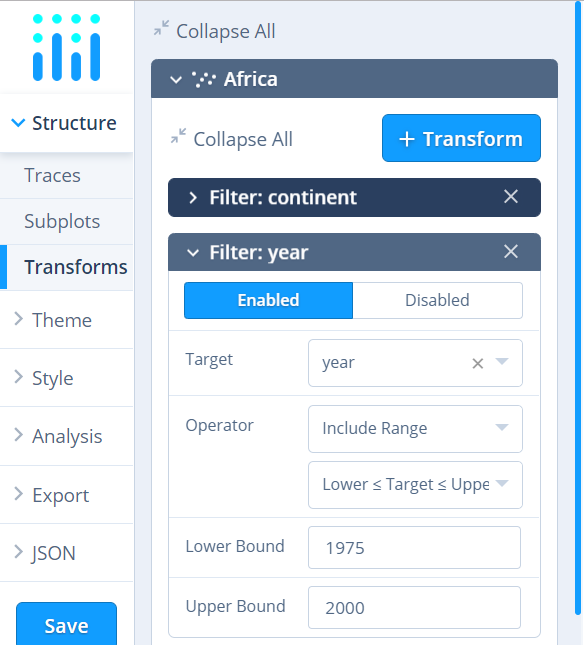 Collapse All
Africa
Structure
Collapse All
+ Transform
Traces
Filter: continent
Subplots
Filter: year
Transforms
Enabled
Disabled
Theme
Target
year
Style
Operator
Include Range
Analysis
Lower ≤ Target ≤ Uppe
Export
Lower Bound
1975
JSON
Upper Bound
2000
Save